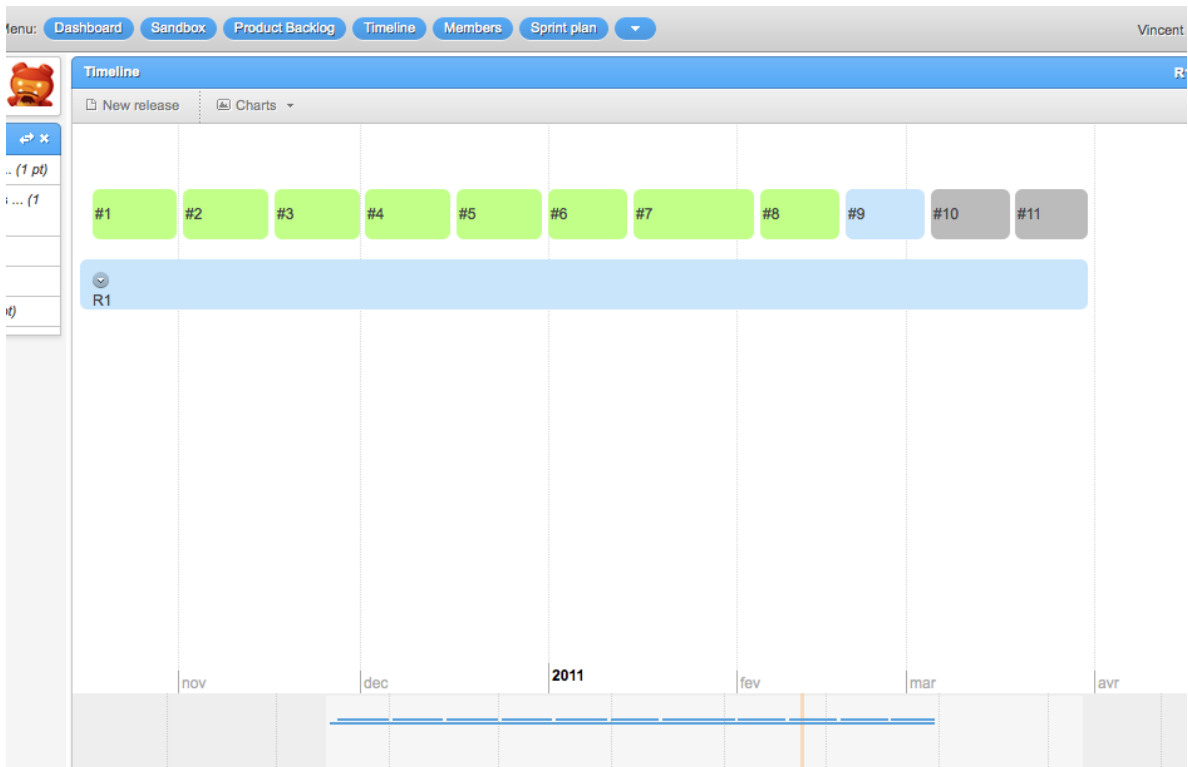 Menu: Dashboard Sandbox Product Backlog Timeline Members Sprint plan Vincent
Timeline R1
New release Charts
... (1 pt)
... (1
#1 #2 #3 #4 #5 #6 #7 #8 #9 #10 #11
R1
nov dec 2011 fev mar avr